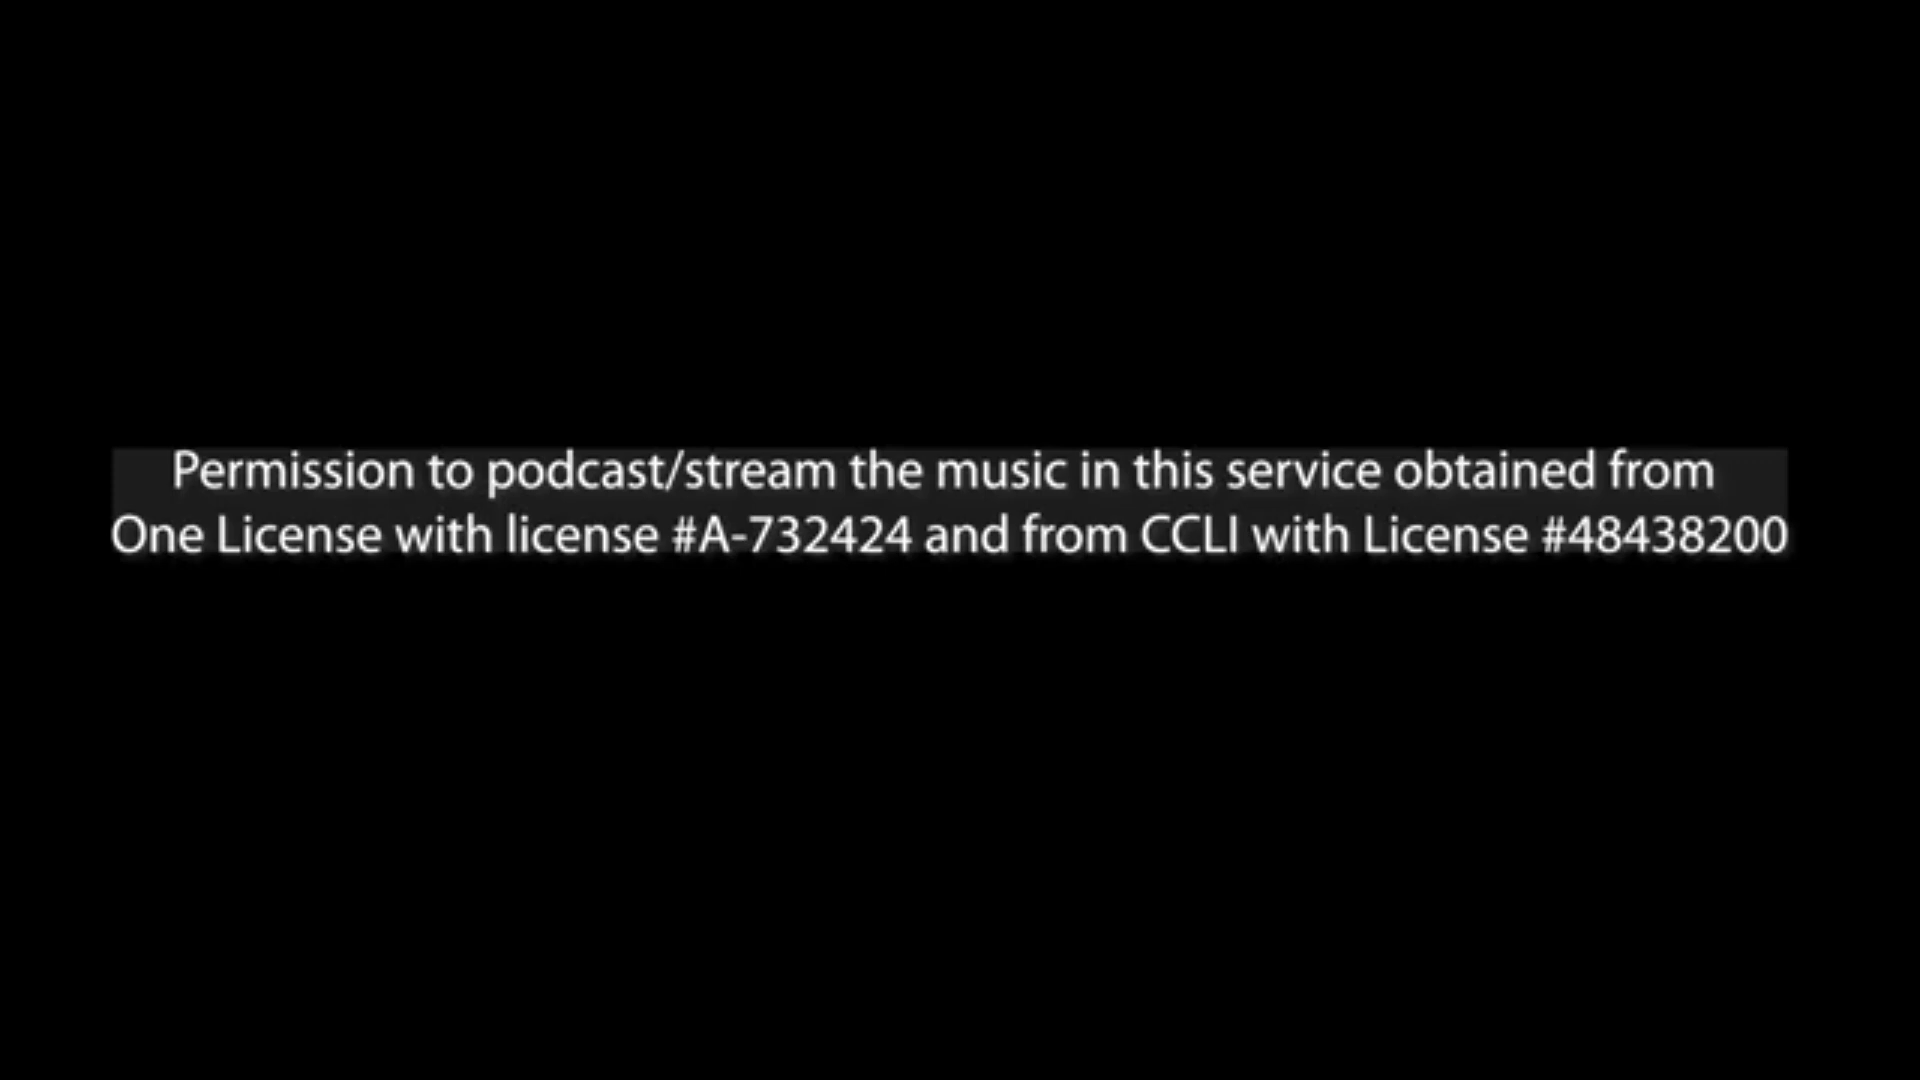 Permission to podcast/stream the music in this service obtained from
One License with license #A-732424 and from CCLI with License #48438200